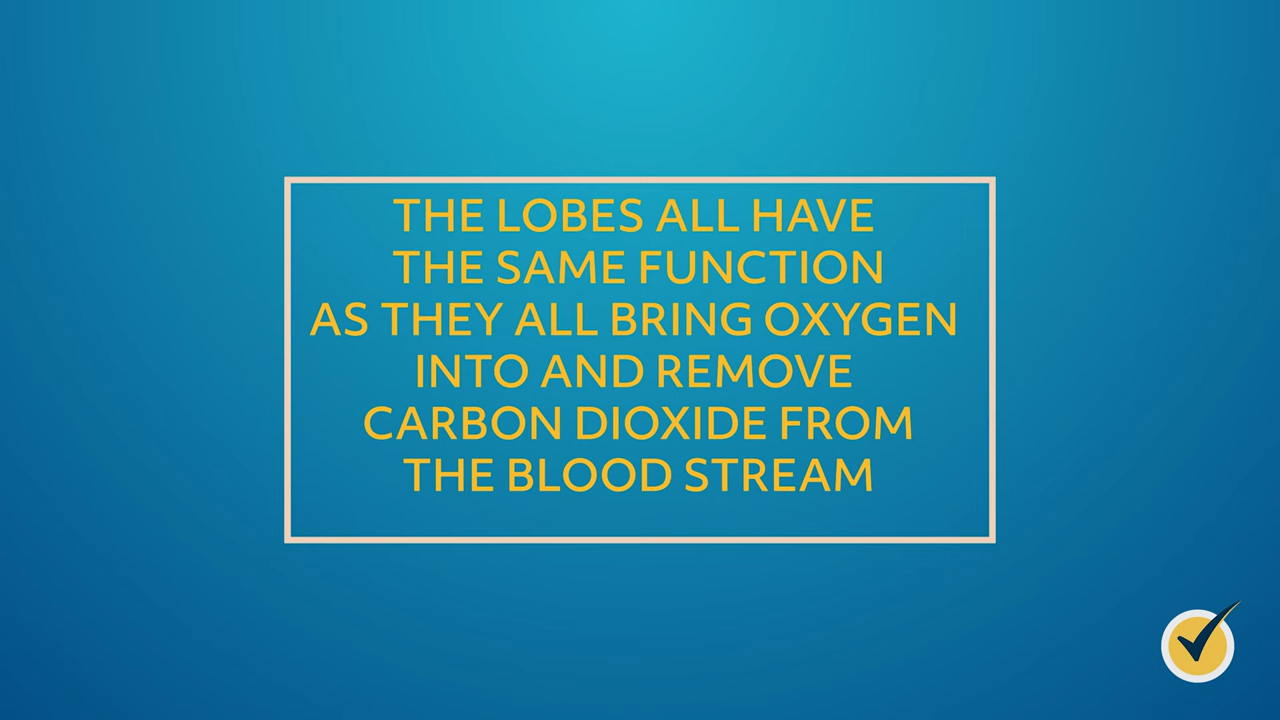 THE LOBES ALL HAVE
THE SAME FUNCTION
AS THEY ALL BRING OXYGEN
INTO AND REMOVE
CARBON DIOXIDE FROM
THE BLOOD STREAM